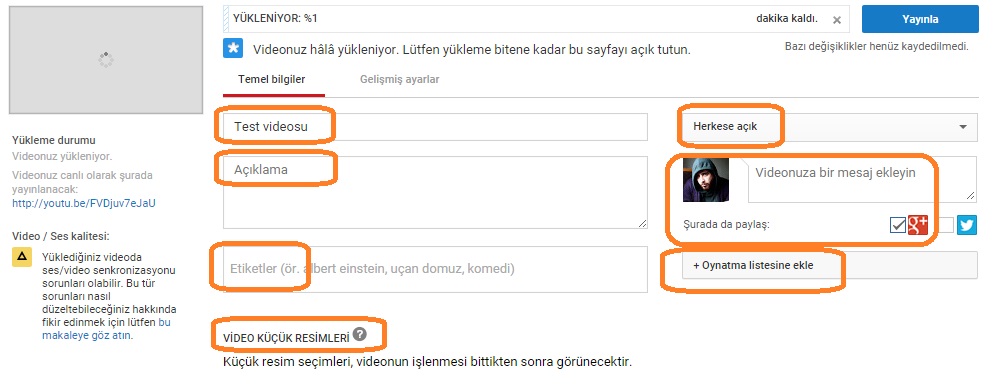 YÜKLENİYOR: %1
dakika kaldı.
Yayınla
Videonuz hâlâ yükleniyor. Lütfen yükleme bitene kadar bu sayfayı açık tutun.
Bazı değişiklikler henüz kaydedilmedi.
Temel bilgiler
Gelişmiş ayarlar
Test videosu
Herkese açık
Açıklama
Videonuza bir mesaj ekleyin
Şurada da paylaş:
g+
Etiketler (ör. albert einstein, uçan domuz, komedi)
+ Oynatma listesine ekle
VİDEO KÜÇÜK RESİMLERİ ?
Küçük resim seçimleri, videonun işlenmesi bittikten sonra görünecektir.
Yükleme durumu
Videonuz yükleniyor.
Videonuz canlı olarak şurada
yayınlanacak:
http://youtu.be/FVDjuv7eJaU
Video / Ses kalitesi:
Yüklediğiniz videoda
ses/video senkronizasyonu
sorunları olabilir. Bu tür
sorunları nasıl
düzeltebileceğiniz hakkında
fikir edinmek için lütfen bu
makaleye göz atın.